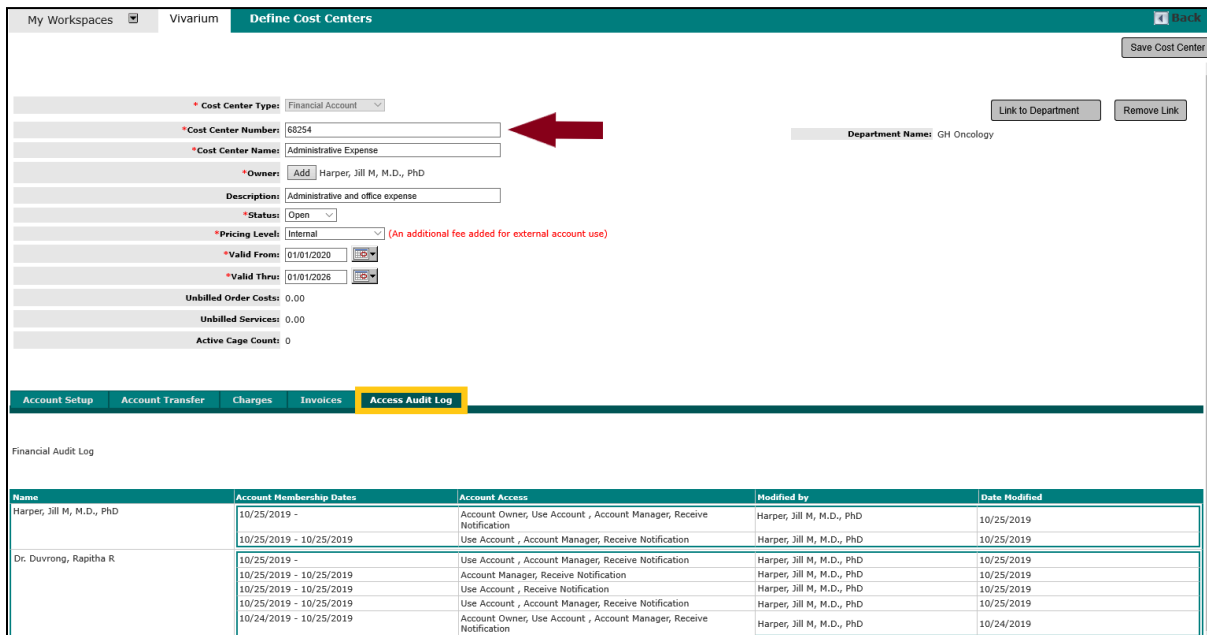 My Workspaces Vivarium Define Cost Centers Back
Save Cost Center
* Cost Center Type: Financial Account Link to Department Remove Link
*Cost Center Number: 68254 Department Name: GH Oncology
*Cost Center Name: Administrative Expense
*Owner: Add Harper, Jill M, M.D., PhD
Description: Administrative and office expense
*Status: Open
*Pricing Level: Internal (An additional fee added for external account use)
*Valid From: 01/01/2020
*Valid Thru: 01/01/2026
Unbilled Order Costs: 0.00
Unbilled Services: 0.00
Active Cage Count: 0
Account Setup Account Transfer Charges Invoices Access Audit Log
Financial Audit Log
Name Account Membership Dates Account Access Modified by Date Modified
Harper, Jill M, M.D., PhD 10/25/2019 - Account Owner, Use Account , Account Manager, Receive Harper, Jill M, M.D., PhD 10/25/2019
Notification
10/25/2019 - 10/25/2019 Use Account , Account Manager, Receive Notification Harper, Jill M, M.D., PhD 10/25/2019
Dr. Duvrong, Rapitha R 10/25/2019 - Use Account , Account Manager, Receive Notification Harper, Jill M, M.D., PhD 10/25/2019
10/25/2019 - 10/25/2019 Account Manager, Receive Notification Harper, Jill M, M.D., PhD 10/25/2019
10/25/2019 - 10/25/2019 Use Account , Receive Notification Harper, Jill M, M.D., PhD 10/25/2019
10/25/2019 - 10/25/2019 Use Account , Account Manager, Receive Notification Harper, Jill M, M.D., PhD 10/25/2019
10/24/2019 - 10/25/2019 Account Owner, Use Account , Account Manager, Receive Harper, Jill M, M.D., PhD 10/24/2019
Notification